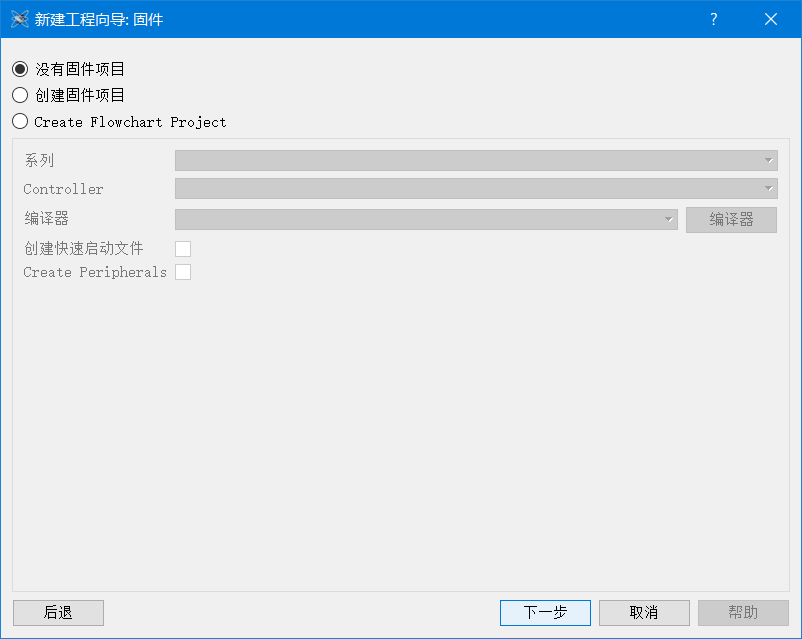 新建工程向导: 固件
?
没有固件项目
创建固件项目
Create Flowchart Project
系列
Controller
编译器 编译器
创建快速启动文件
Create Peripherals
后退 下一步 取消 帮助